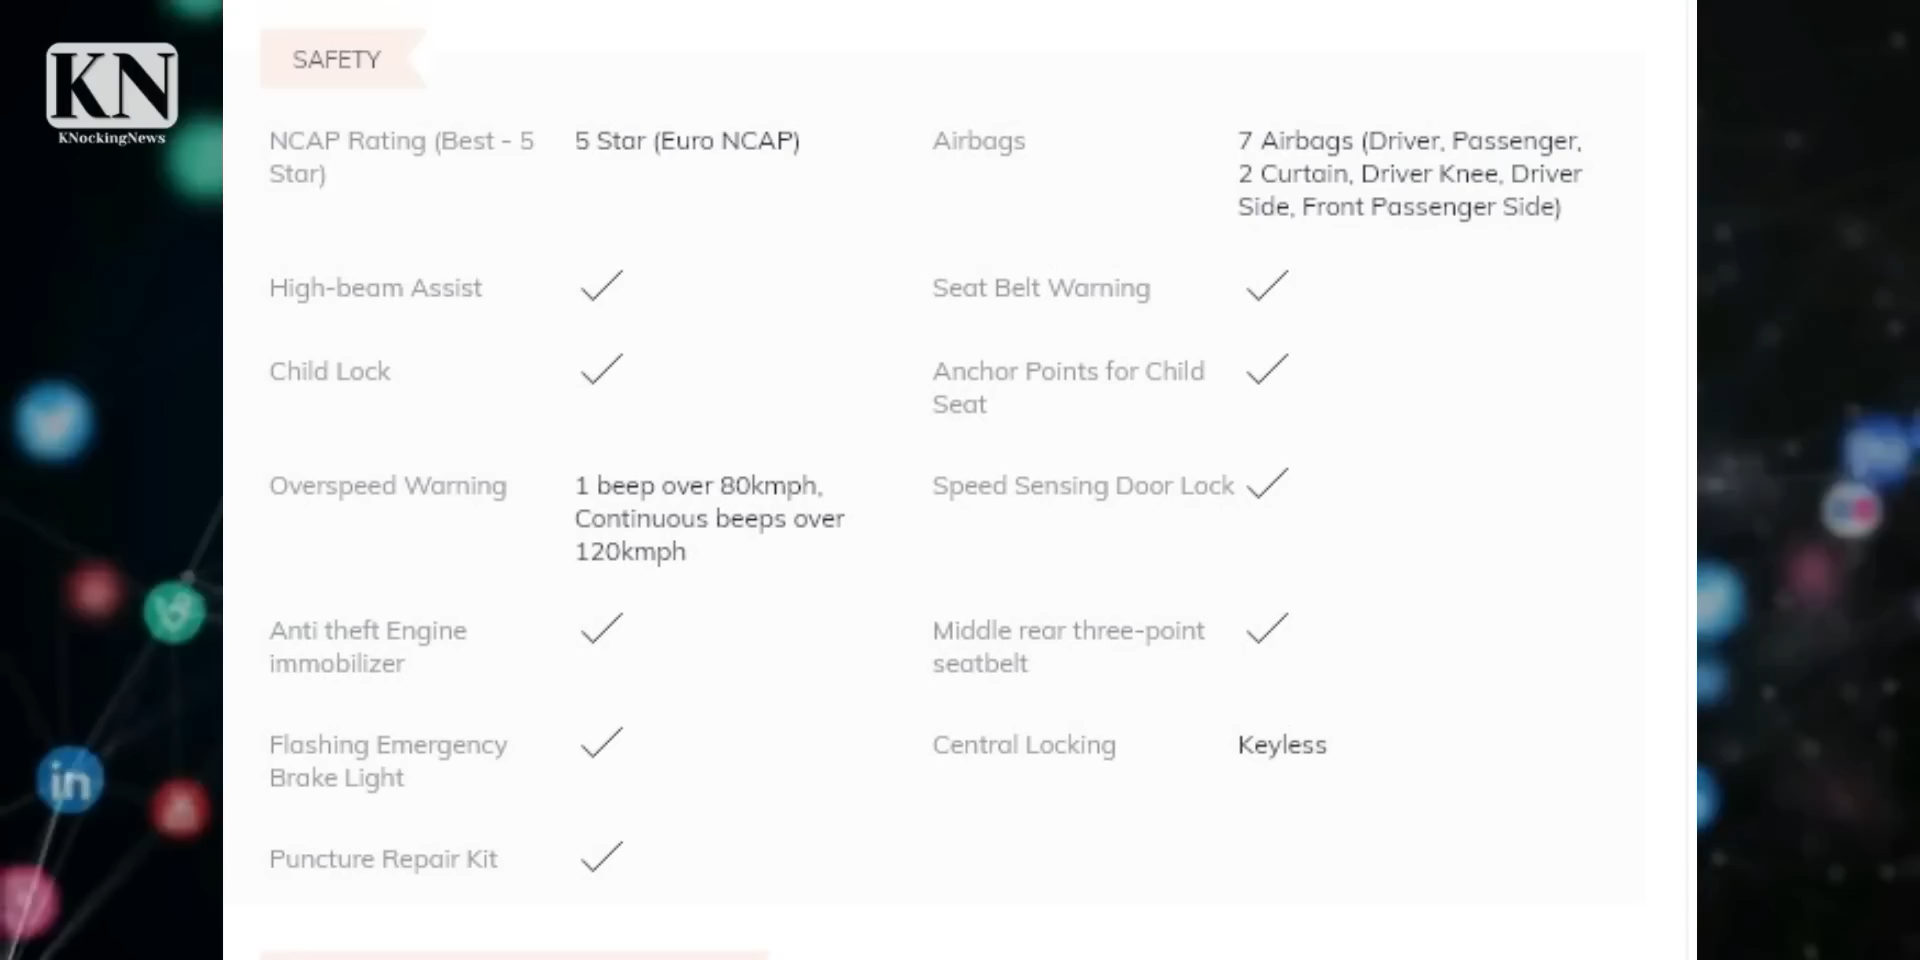 KN
KNockingNews
SAFETY
NCAP Rating (Best - 5
Star)
5 Star (Euro NCAP)
Airbags
7 Airbags (Driver, Passenger,
2 Curtain, Driver Knee, Driver
Side, Front Passenger Side)
High-beam Assist
Seat Belt Warning
Child Lock
Anchor Points for Child
Seat
Overspeed Warning
1 beep over 80kmph,
Continuous beeps over
120kmph
Speed Sensing Door Lock
Anti theft Engine
immobilizer
Middle rear three-point
seatbelt
Flashing Emergency
Brake Light
Central Locking
Keyless
Puncture Repair Kit
in